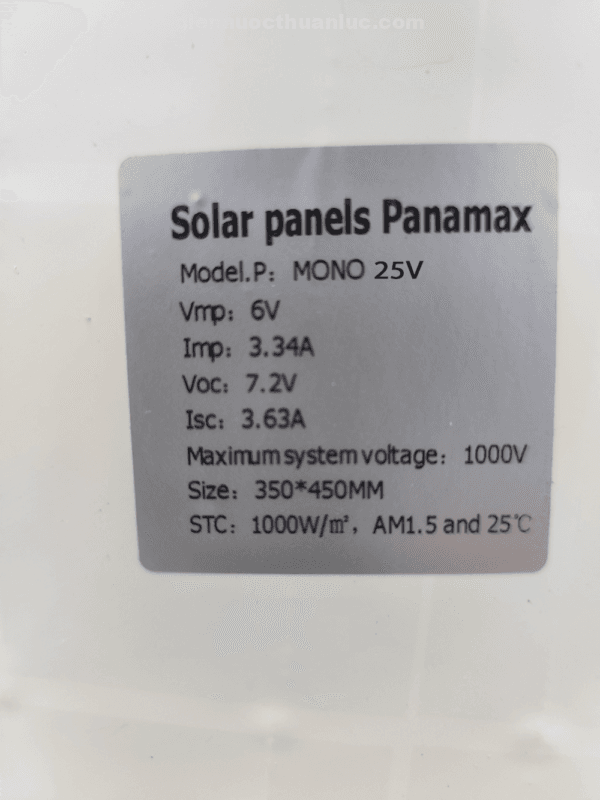 Solar panels Panamax
Model.P: MONO 25V
Vmp: 6V
Imp: 3.34A
Voc: 7.2V
Isc: 3.63A
Maximum system voltage: 1000V
Size: 350*450MM
STC: 1000W/㎡, AM1.5 and 25℃